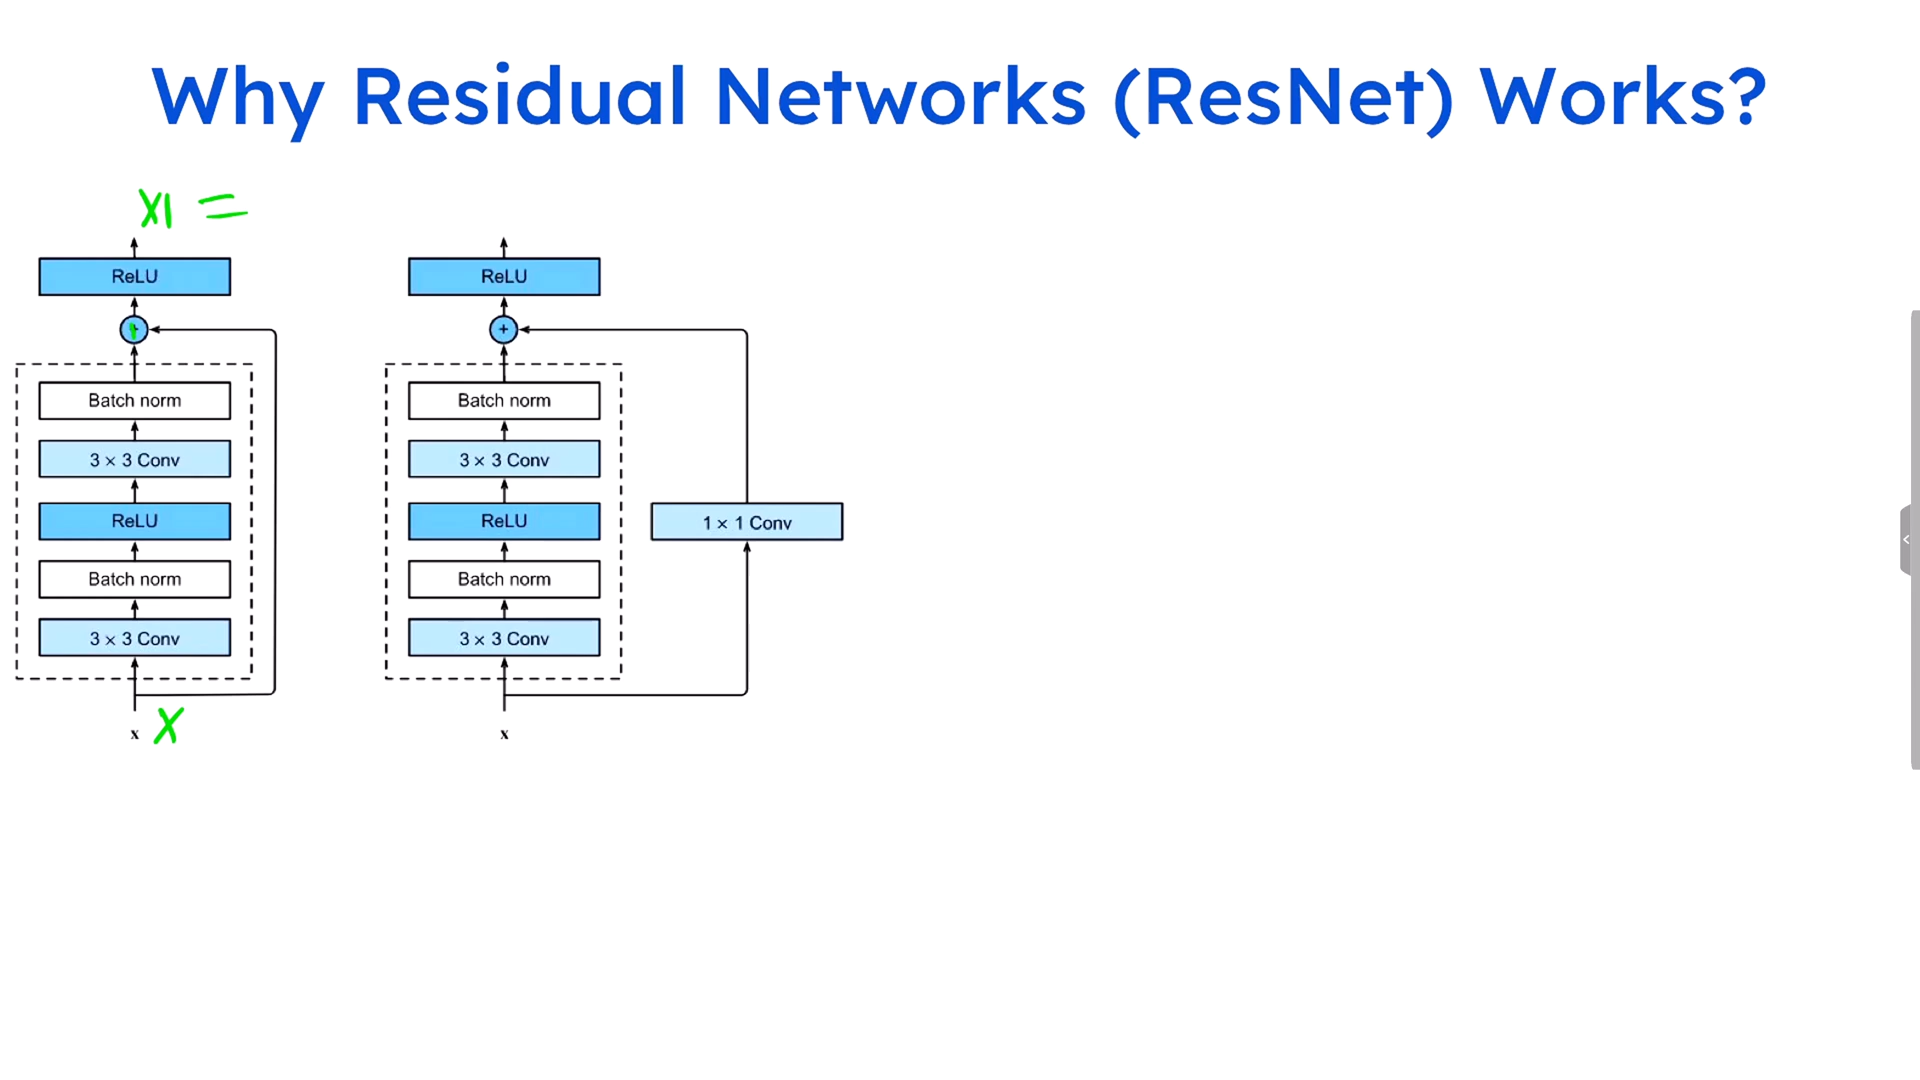 Why Residual Networks (ResNet) Works?
X1 =
ReLU
+
Batch norm
3 × 3 Conv
ReLU
Batch norm
3 × 3 Conv
x X
ReLU
+
Batch norm
3 × 3 Conv
ReLU
1 × 1 Conv
Batch norm
3 × 3 Conv
x
<